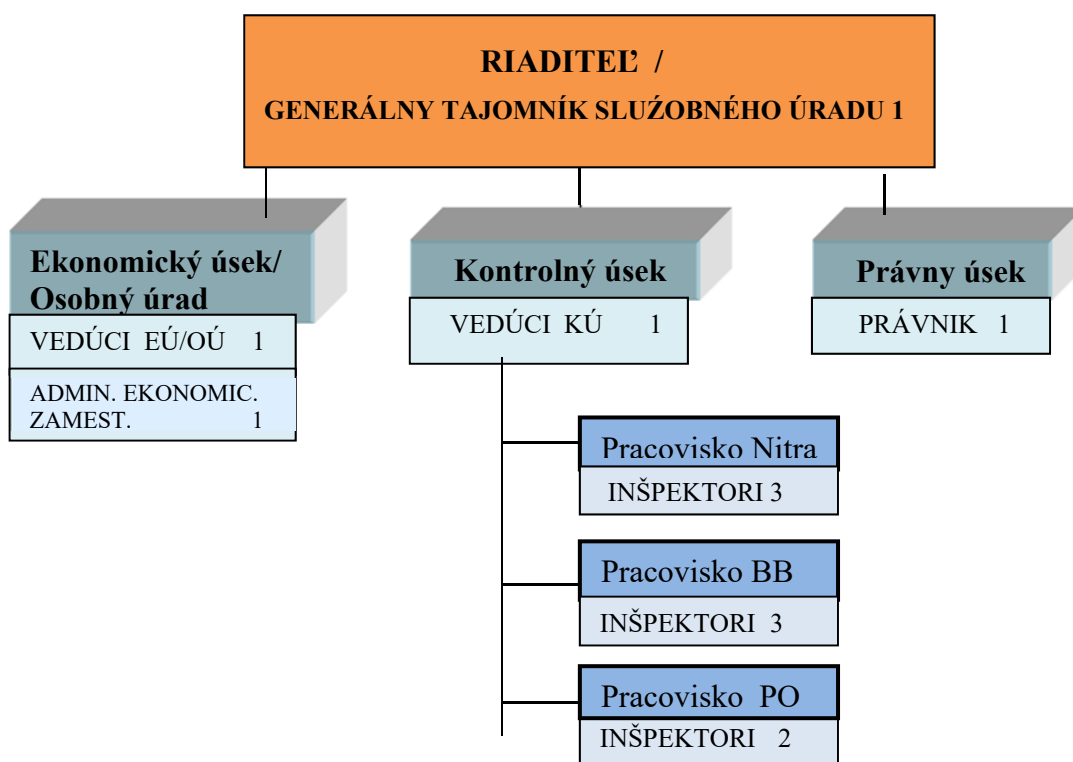 RIADITEĽ /
GENERÁLNY TAJOMNÍK SLUŹOBNÉHO ÚRADU 1
Ekonomický úsek/
Osobný úrad
VEDÚCI EÚ/OÚ 1
ADMIN. EKONOMIC.
ZAMEST. 1
Kontrolný úsek
VEDÚCI KÚ 1
Právny úsek
PRÁVNIK 1
Pracovisko Nitra
INŠPEKTORI 3
Pracovisko BB
INŠPEKTORI 3
Pracovisko PO
INŠPEKTORI 2